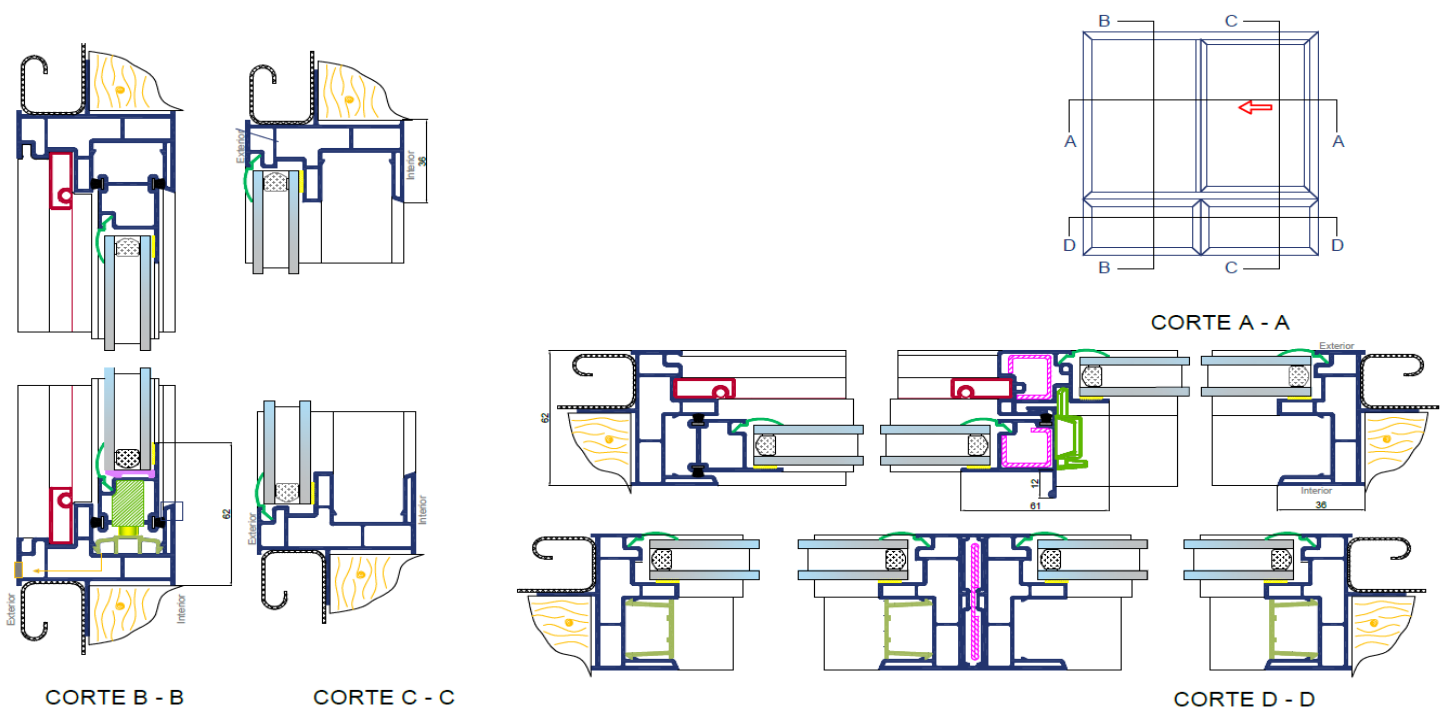 B
C
A
A
D
D
B
C
Exterior
Interior
36
62
Exterior
Interior
CORTE B - B
Exterior
Interior
CORTE C - C
CORTE A - A
Exterior
62
12
61
Interior
36
CORTE D - D